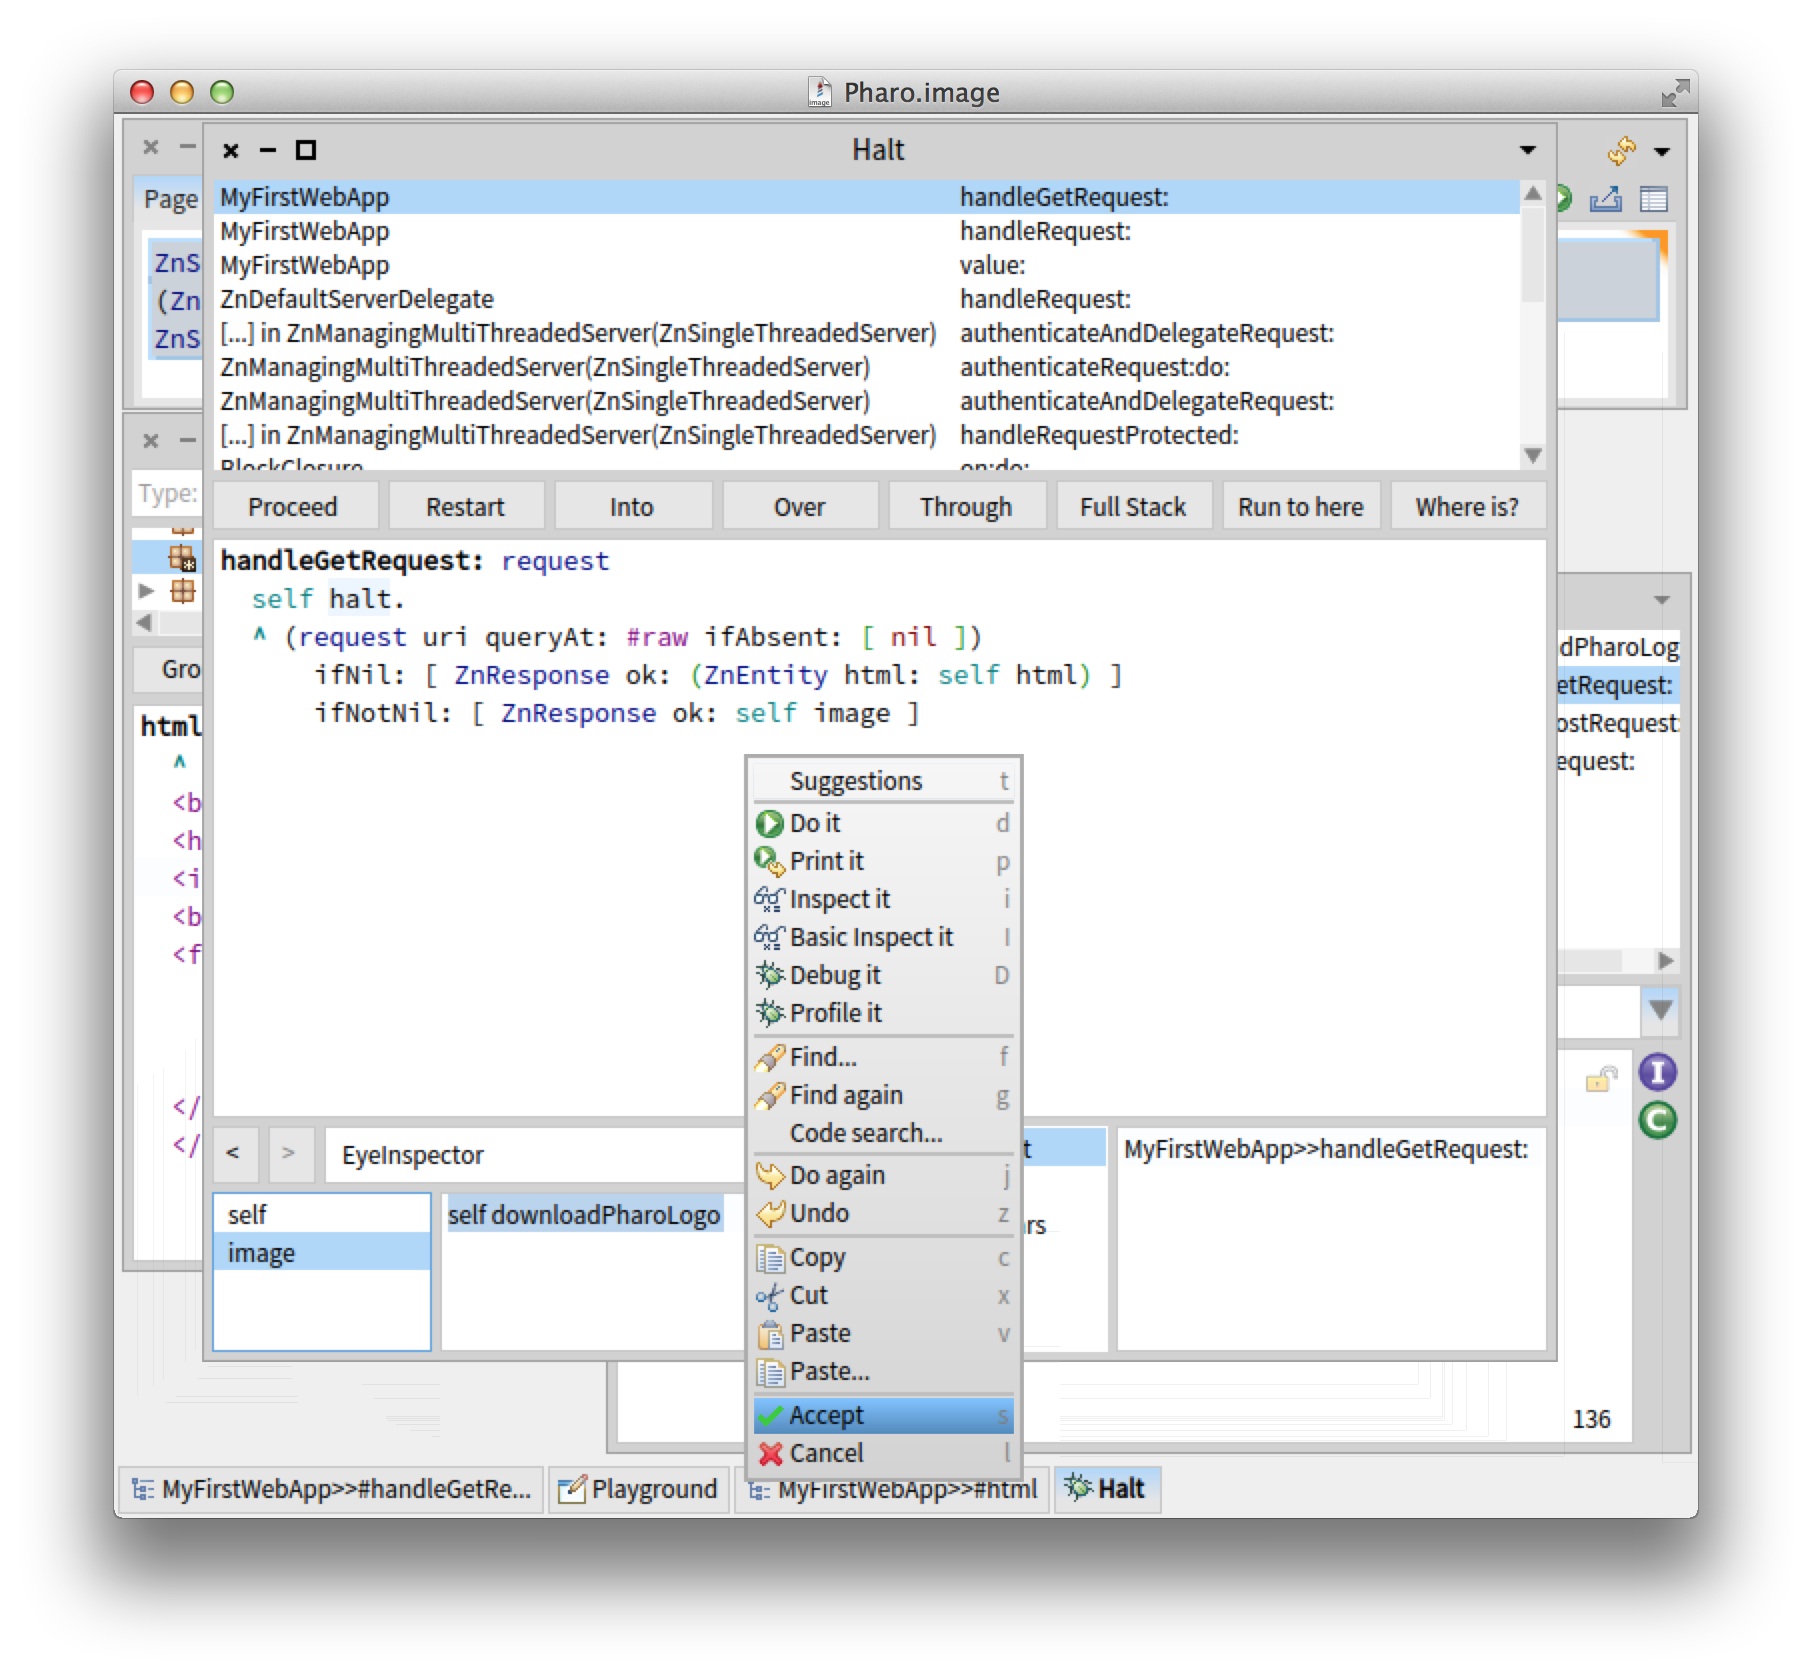 Pharo.image
Halt
Page
MyFirstWebApp handleGetRequest:
MyFirstWebApp handleRequest:
MyFirstWebApp value:
ZnDefaultServerDelegate handleRequest:
[...] in ZnManagingMultiThreadedServer(ZnSingleThreadedServer) authenticateAndDelegateRequest:
ZnManagingMultiThreadedServer(ZnSingleThreadedServer) authenticateRequest:do:
ZnManagingMultiThreadedServer(ZnSingleThreadedServer) authenticateAndDelegateRequest:
[...] in ZnManagingMultiThreadedServer(ZnSingleThreadedServer) handleRequestProtected:
BlockClosure on:do:
ZnS
(Zn
ZnS
Type:
Proceed Restart Into Over Through Full Stack Run to here Where is?
handleGetRequest: request
self halt.
^ (request uri queryAt: #raw ifAbsent: [ nil ])
ifNil: [ ZnResponse ok: (ZnEntity html: self html) ]
ifNotNil: [ ZnResponse ok: self image ]
Gro
html
^
<b
<h
<i
<b
<f
</
</
dPharoLog
etRequest:
ostRequest:
equest:
Suggestions t
Do it d
Print it p
Inspect it i
Basic Inspect it I
Debug it D
Profile it
Find... f
Find again g
Code search...
Do again j
Undo z
Copy c
Cut x
Paste v
Paste...
Accept s
Cancel l
I
C
< > EyeInspector
t
MyFirstWebApp>>handleGetRequest:
self
image
self downloadPharoLogo
rs
136
MyFirstWebApp>>#handleGetRe... Playground MyFirstWebApp>>#html Halt